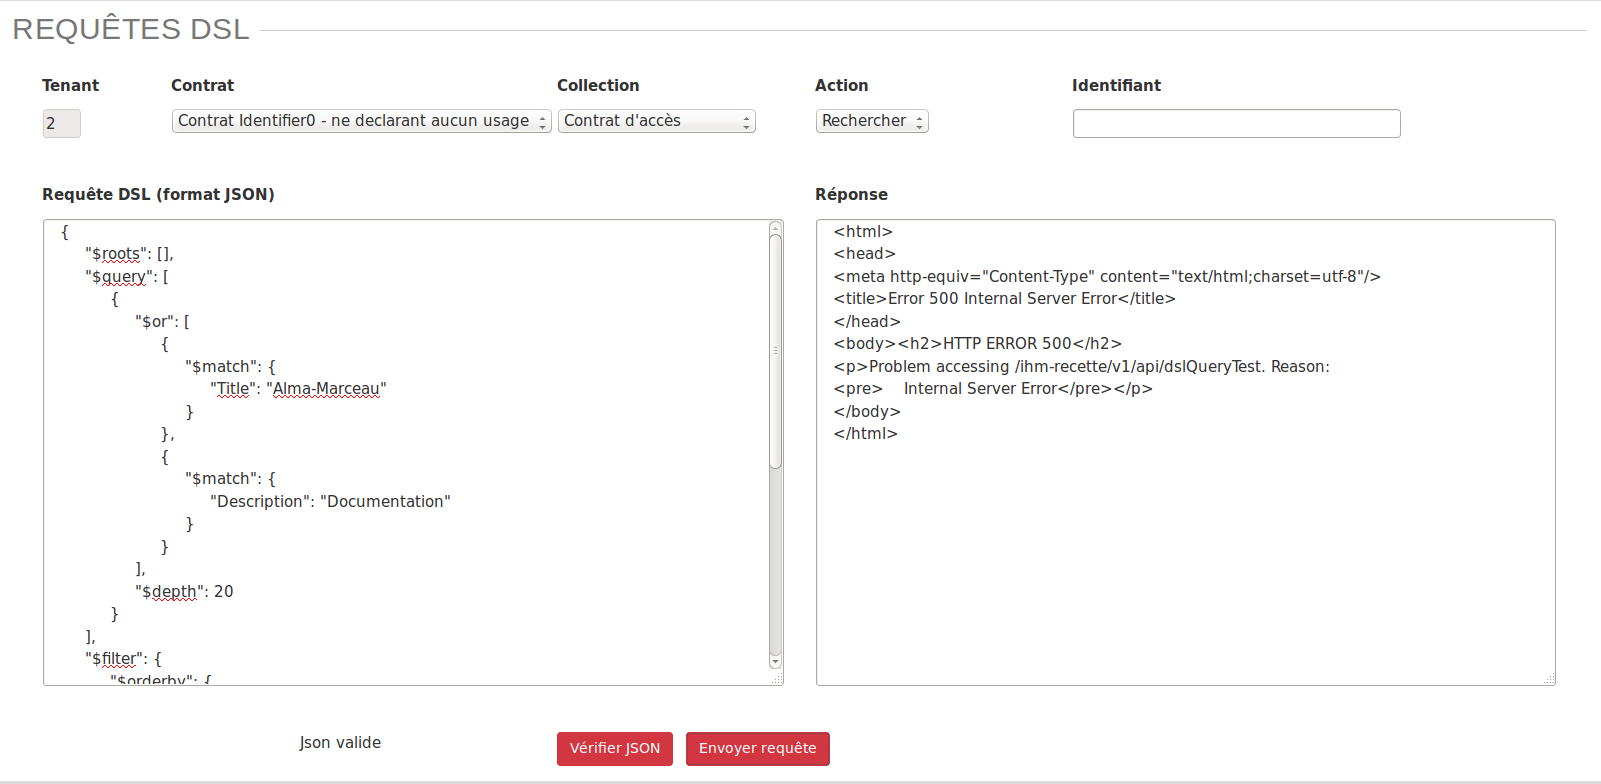 REQUÊTES DSL
Tenant Contrat Collection Action Identifiant
2 Contrat Identifier0 - ne declarant aucun usage Contrat d'accès Rechercher
Requête DSL (format JSON)
{
"$roots": [],
"$query": [
{
"$or": [
{
"$match": {
"Title": "Alma-Marceau"
}
},
{
"$match": {
"Description": "Documentation"
}
}
],
"$depth": 20
}
],
"$filter": {
"$orderby": {
Réponse
<html>
<head>
<meta http-equiv="Content-Type" content="text/html;charset=utf-8"/>
<title>Error 500 Internal Server Error</title>
</head>
<body><h2>HTTP ERROR 500</h2>
<p>Problem accessing /ihm-recette/v1/api/dslQueryTest. Reason:
<pre>    Internal Server Error</pre></p>
</body>
</html>
Json valide Vérifier JSON Envoyer requête